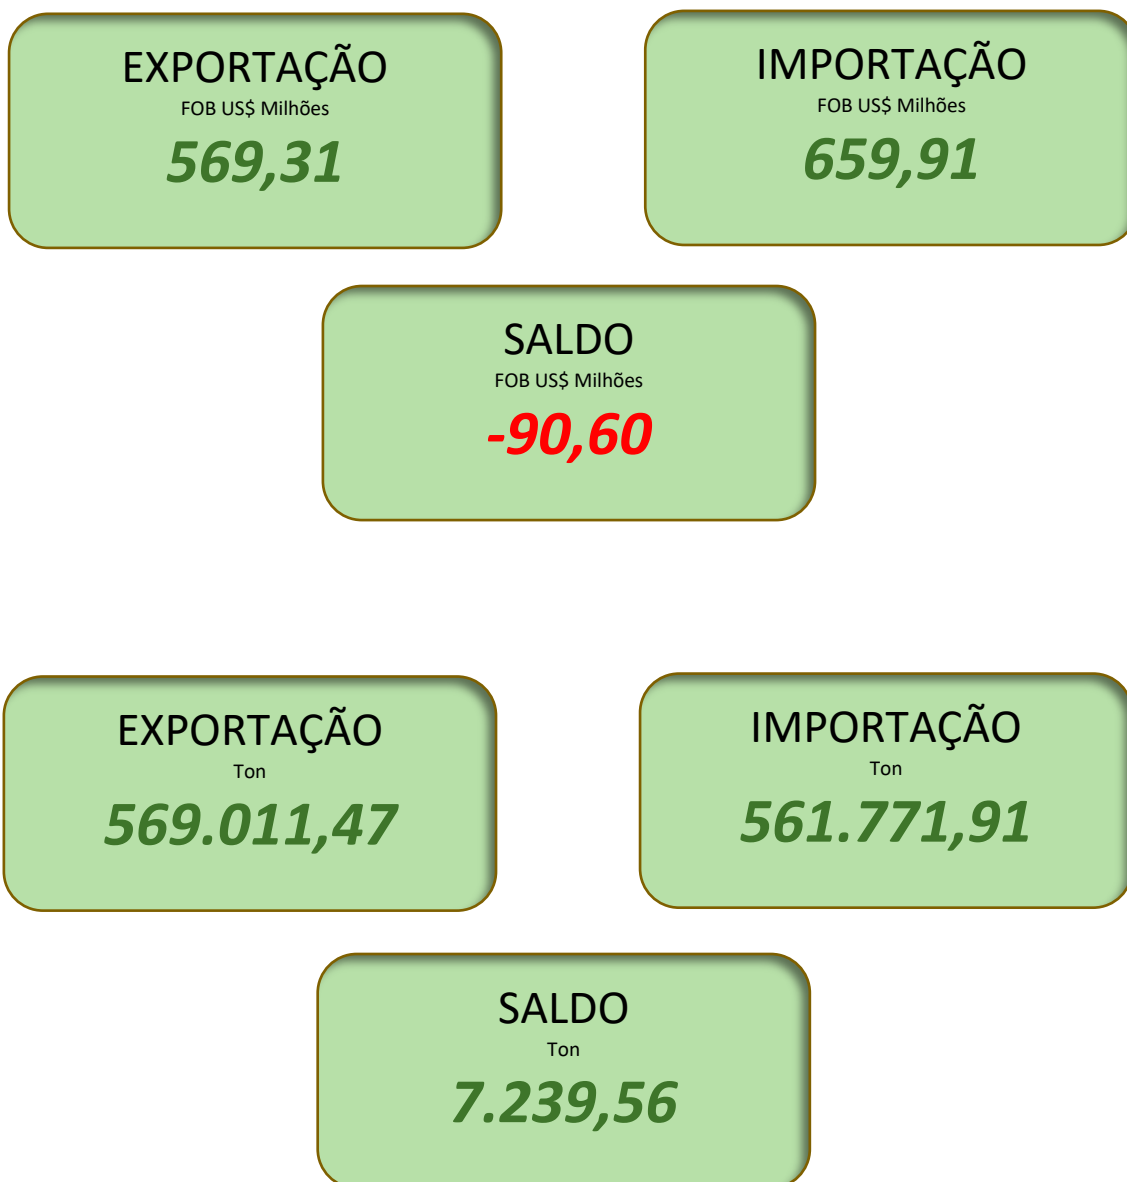 EXPORTAÇÃO
FOB US$ Milhões
569,31
IMPORTAÇÃO
FOB US$ Milhões
659,91
SALDO
FOB US$ Milhões
-90,60
EXPORTAÇÃO
Ton
569.011,47
IMPORTAÇÃO
Ton
561.771,91
SALDO
Ton
7.239,56